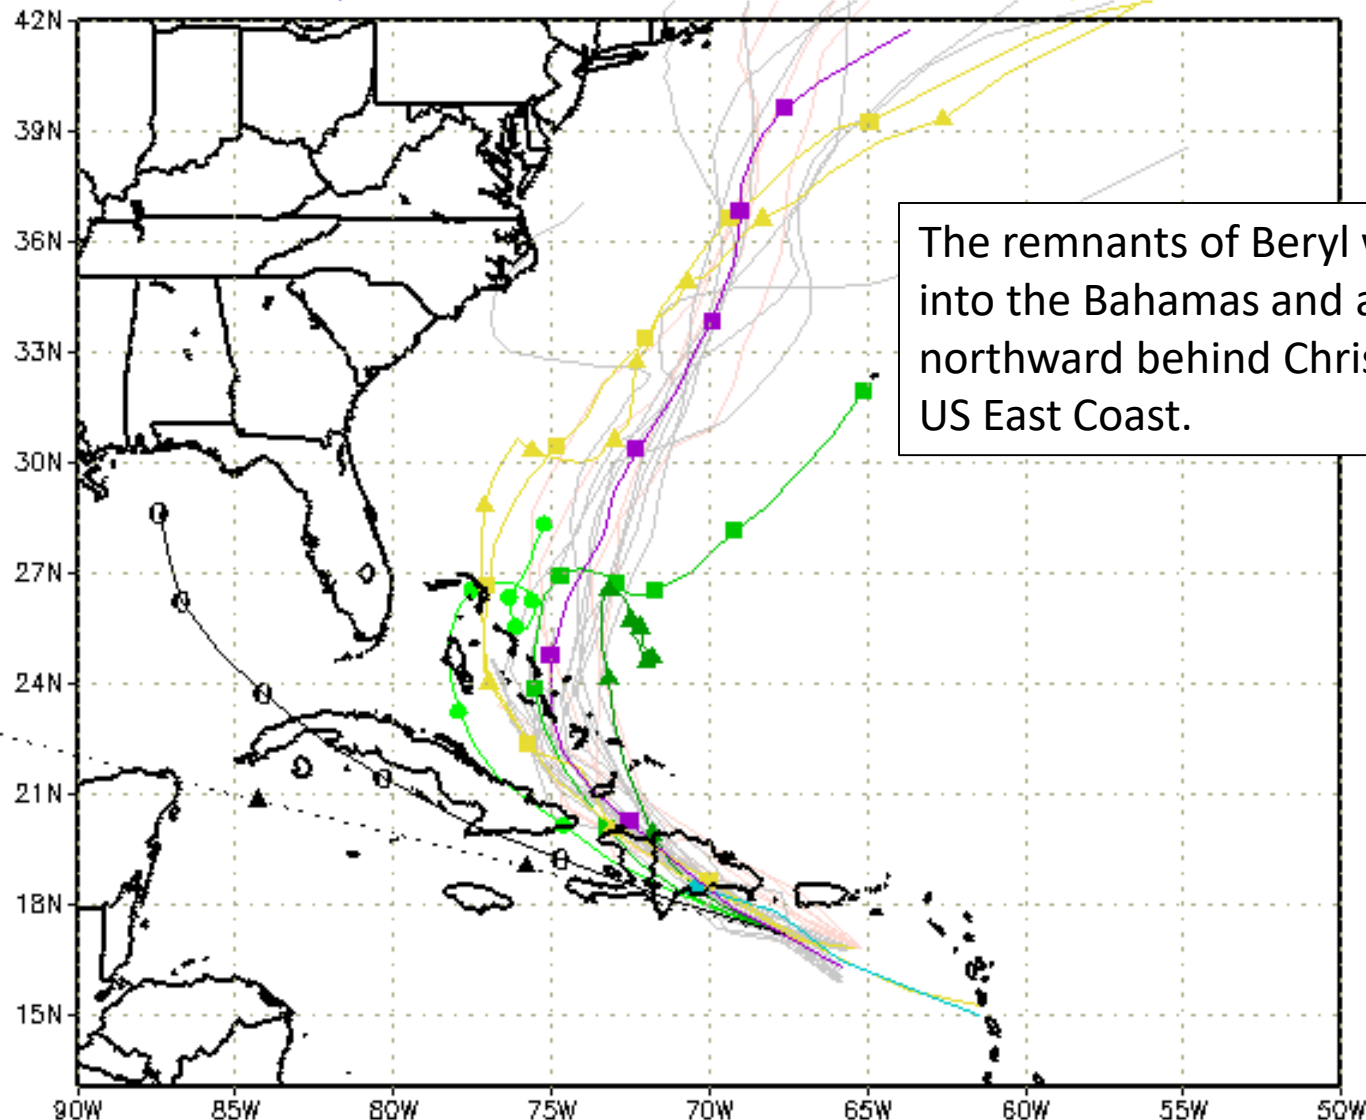 42N
39N
36N
33N
30N
27N
24N
21N
18N
15N
90W 85W 80W 75W 70W 65W 60W 55W 50W
The remnants of Beryl
into the Bahamas and
northward behind
US East Coast.